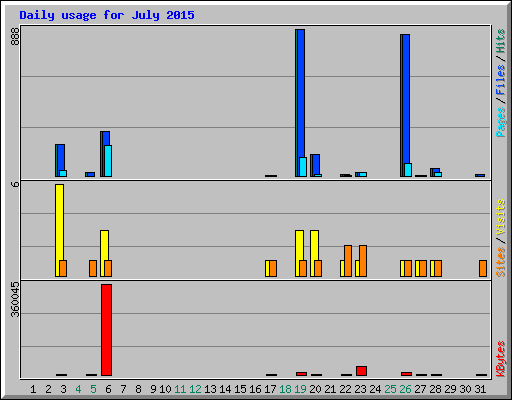 Daily usage for July 2015
888
6
360045
Pages/Files/Hits
Sites/Visits
KBytes
1 2 3 4 5 6 7 8 9 10 11 12 13 14 15 16 17 18 19 20 21 22 23 24 25 26 27 28 29 30 31